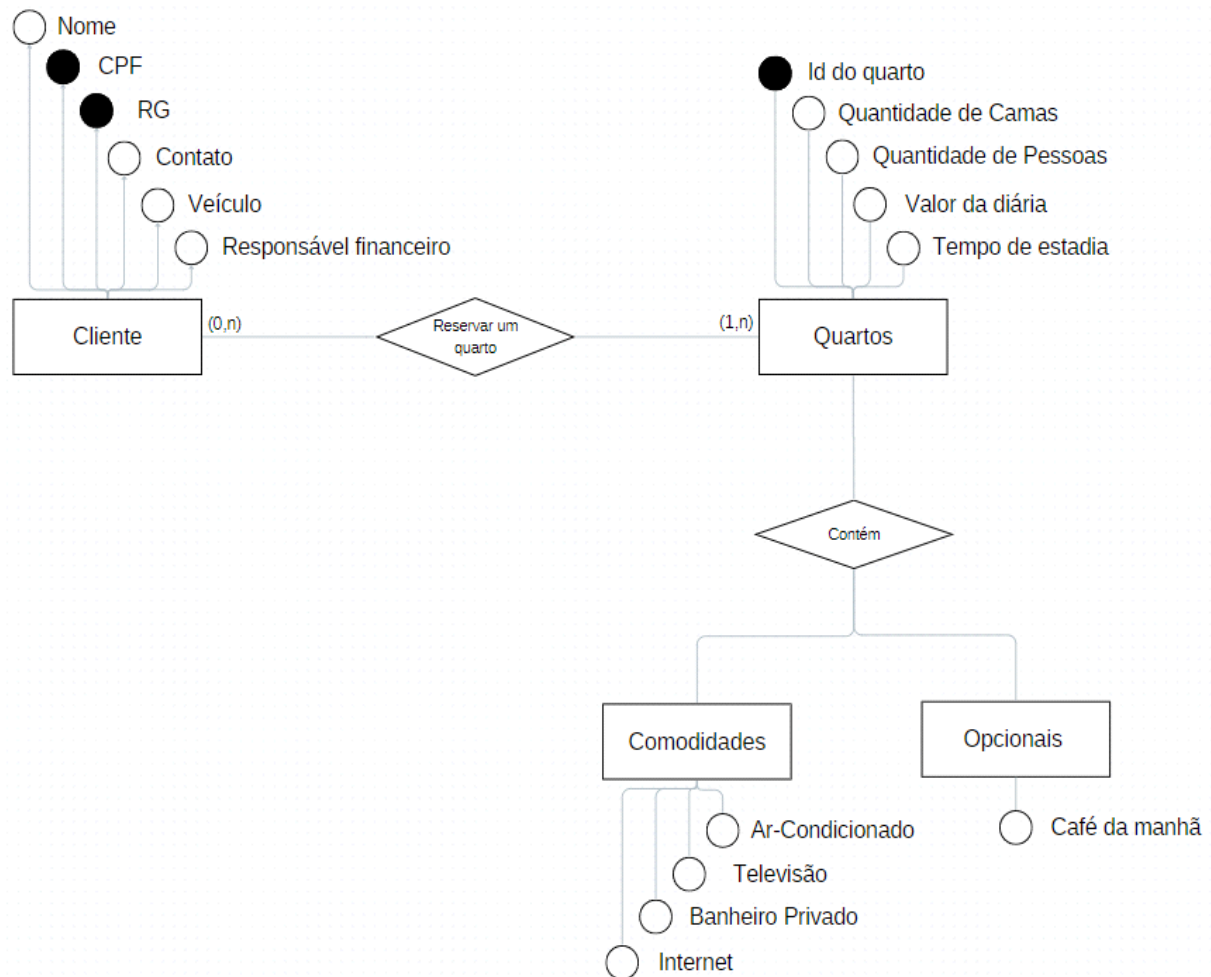 Nome
CPF
RG
Contato
Veículo
Responsável financeiro
Id do quarto
Quantidade de Camas
Quantidade de Pessoas
Valor da diária
Tempo de estadia
Cliente
(0,n)
Reservar um
quarto
(1,n)
Quartos
Contém
Comodidades
Opcionais
Ar-Condicionado
Televisão
Banheiro Privado
Internet
Café da manhã